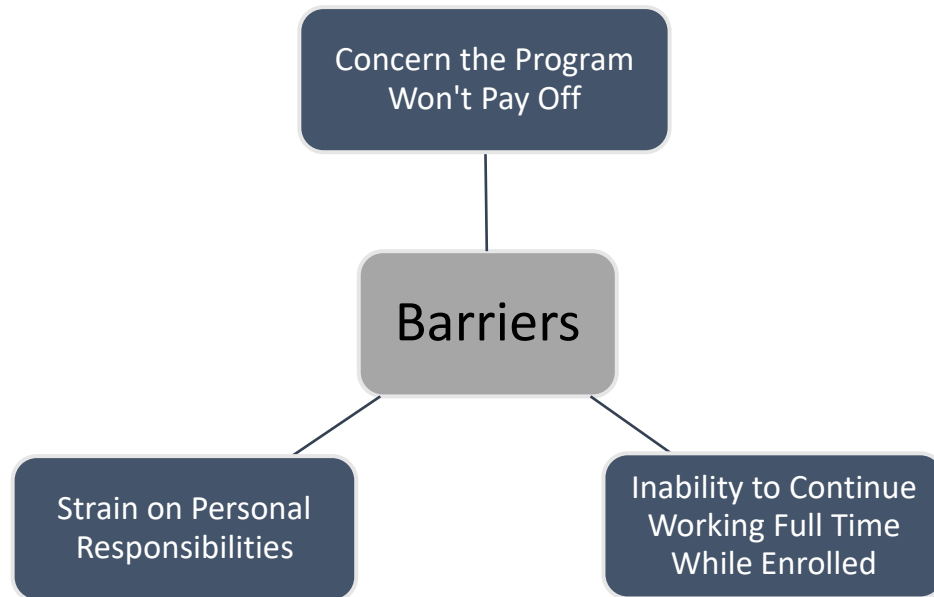 Concern the Program
Won't Pay Off
Barriers
Strain on Personal
Responsibilities
Inability to Continue
Working Full Time
While Enrolled